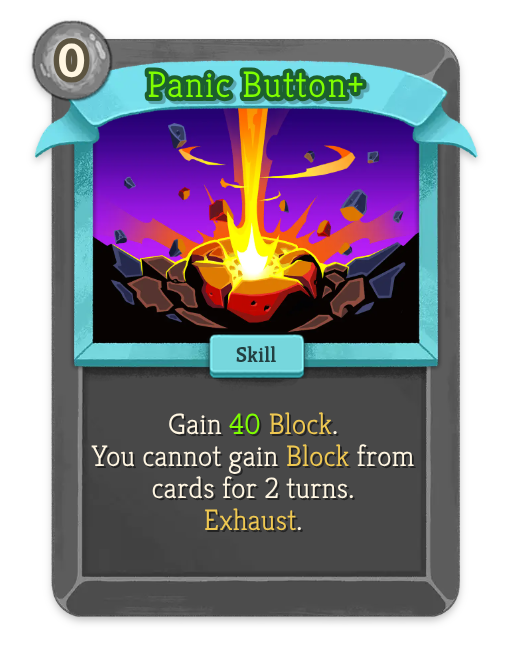 0
Panic Button+
Skill
Gain 40 Block.
You cannot gain Block from
cards for 2 turns.
Exhaust.